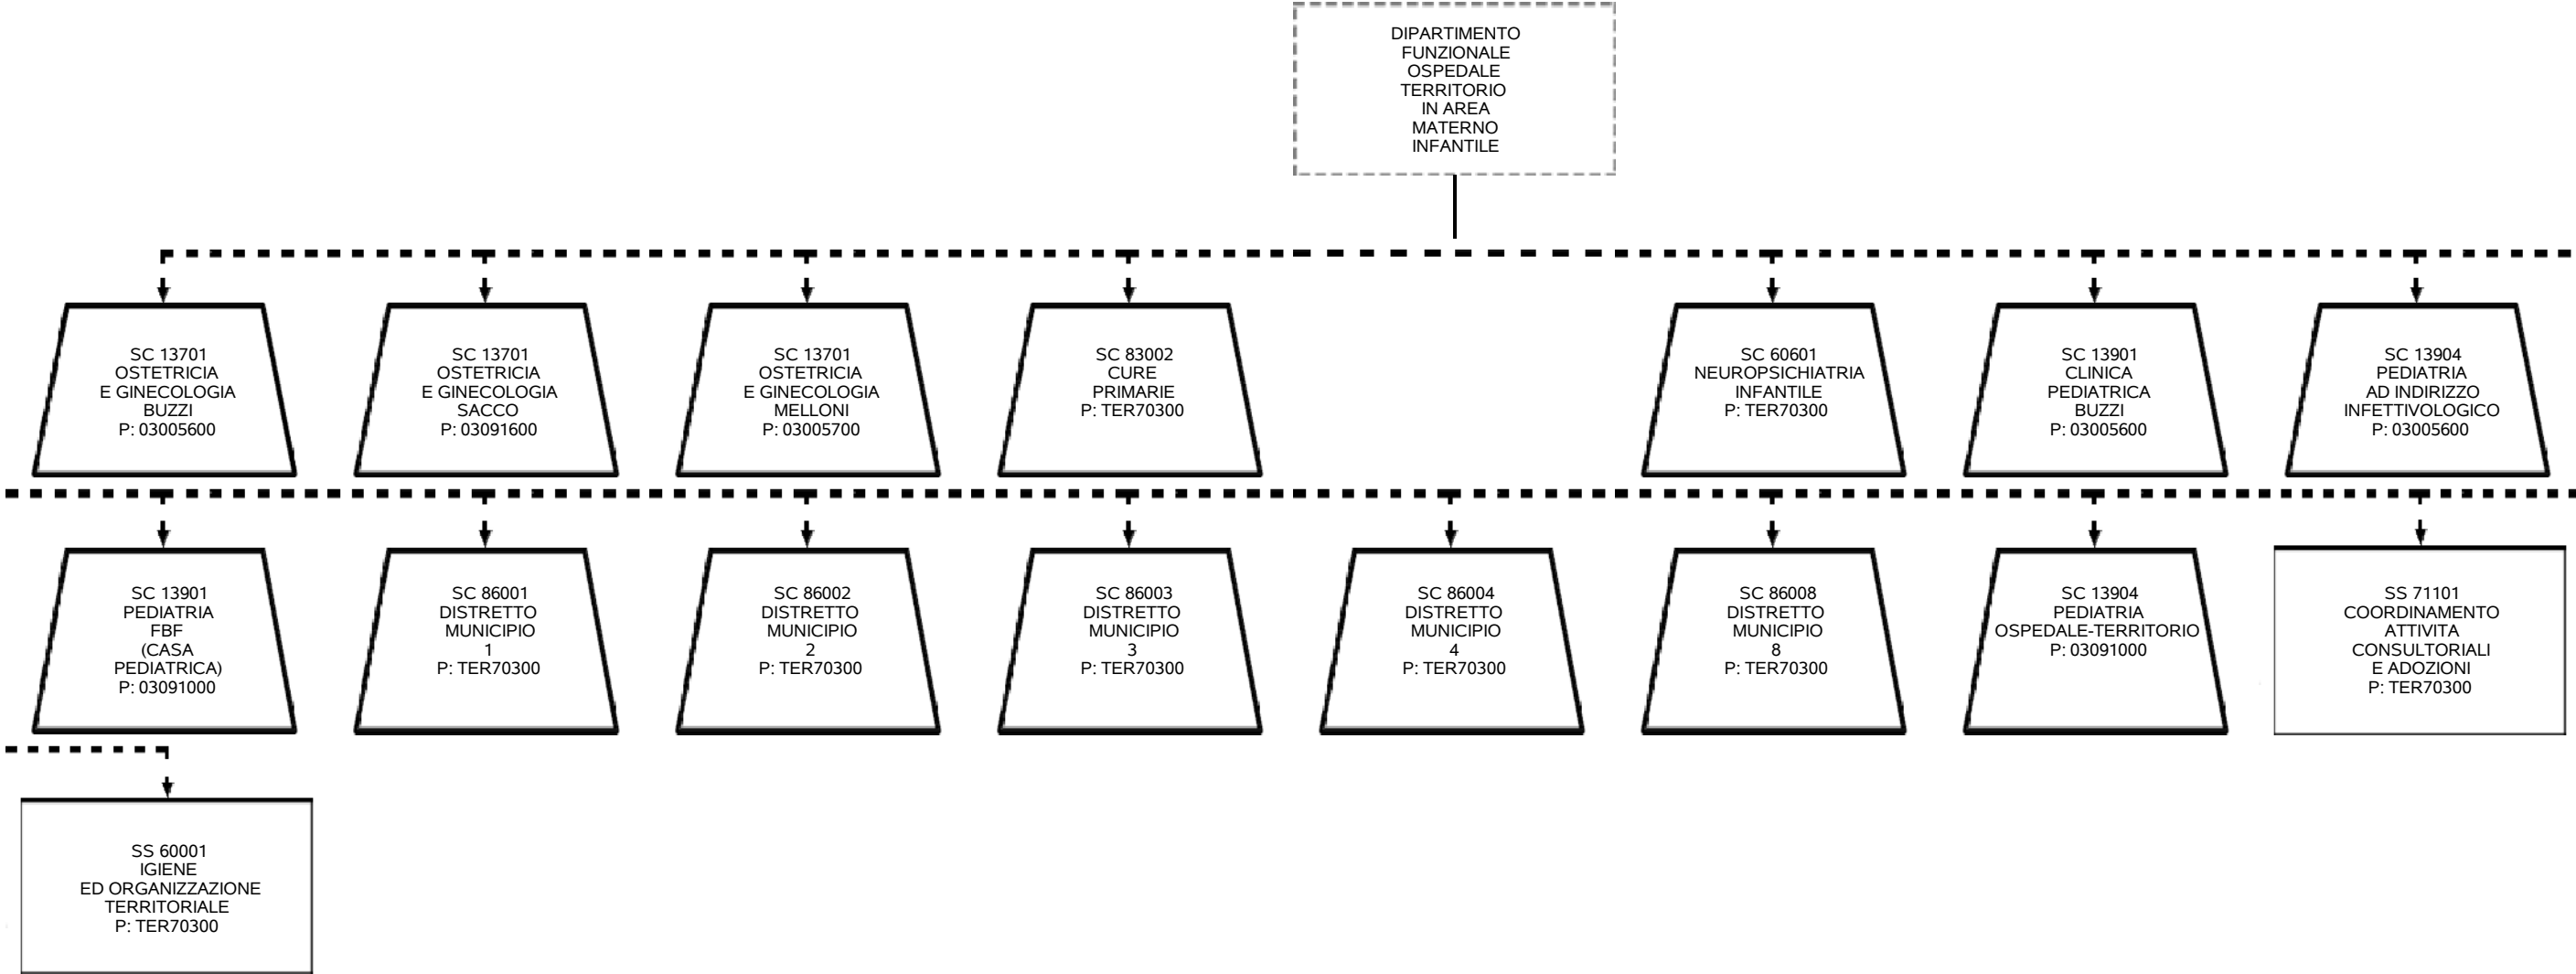 DIPARTIMENTO
FUNZIONALE
OSPEDALE
TERRITORIO
IN AREA
MATERNO
INFANTILE
SC 13701
OSTETRICIA
E GINECOLOGIA
BUZZI
P: 03005600
SC 13701
OSTETRICIA
E GINECOLOGIA
SACCO
P: 03091600
SC 13701
OSTETRICIA
E GINECOLOGIA
MELLONI
P: 03005700
SC 83002
CURE
PRIMARIE
P: TER70300
SC 60601
NEUROPSICHIATRIA
INFANTILE
P: TER70300
SC 13901
CLINICA
PEDIATRICA
BUZZI
P: 03005600
SC 13904
PEDIATRIA
AD INDIRIZZO
INFETTIVOLOGICO
P: 03005600
SC 13901
PEDIATRIA
FBF
(CASA
PEDIATRICA)
P: 03091000
SC 86001
DISTRETTO
MUNICIPIO
1
P: TER70300
SC 86002
DISTRETTO
MUNICIPIO
2
P: TER70300
SC 86003
DISTRETTO
MUNICIPIO
3
P: TER70300
SC 86004
DISTRETTO
MUNICIPIO
4
P: TER70300
SC 86008
DISTRETTO
MUNICIPIO
8
P: TER70300
SC 13904
PEDIATRIA
OSPEDALE-TERRITORIO
P: 03091000
SS 71101
COORDINAMENTO
ATTIVITA
CONSULTORIALI
E ADOZIONI
P: TER70300
SS 60001
IGIENE
ED ORGANIZZAZIONE
TERRITORIALE
P: TER70300